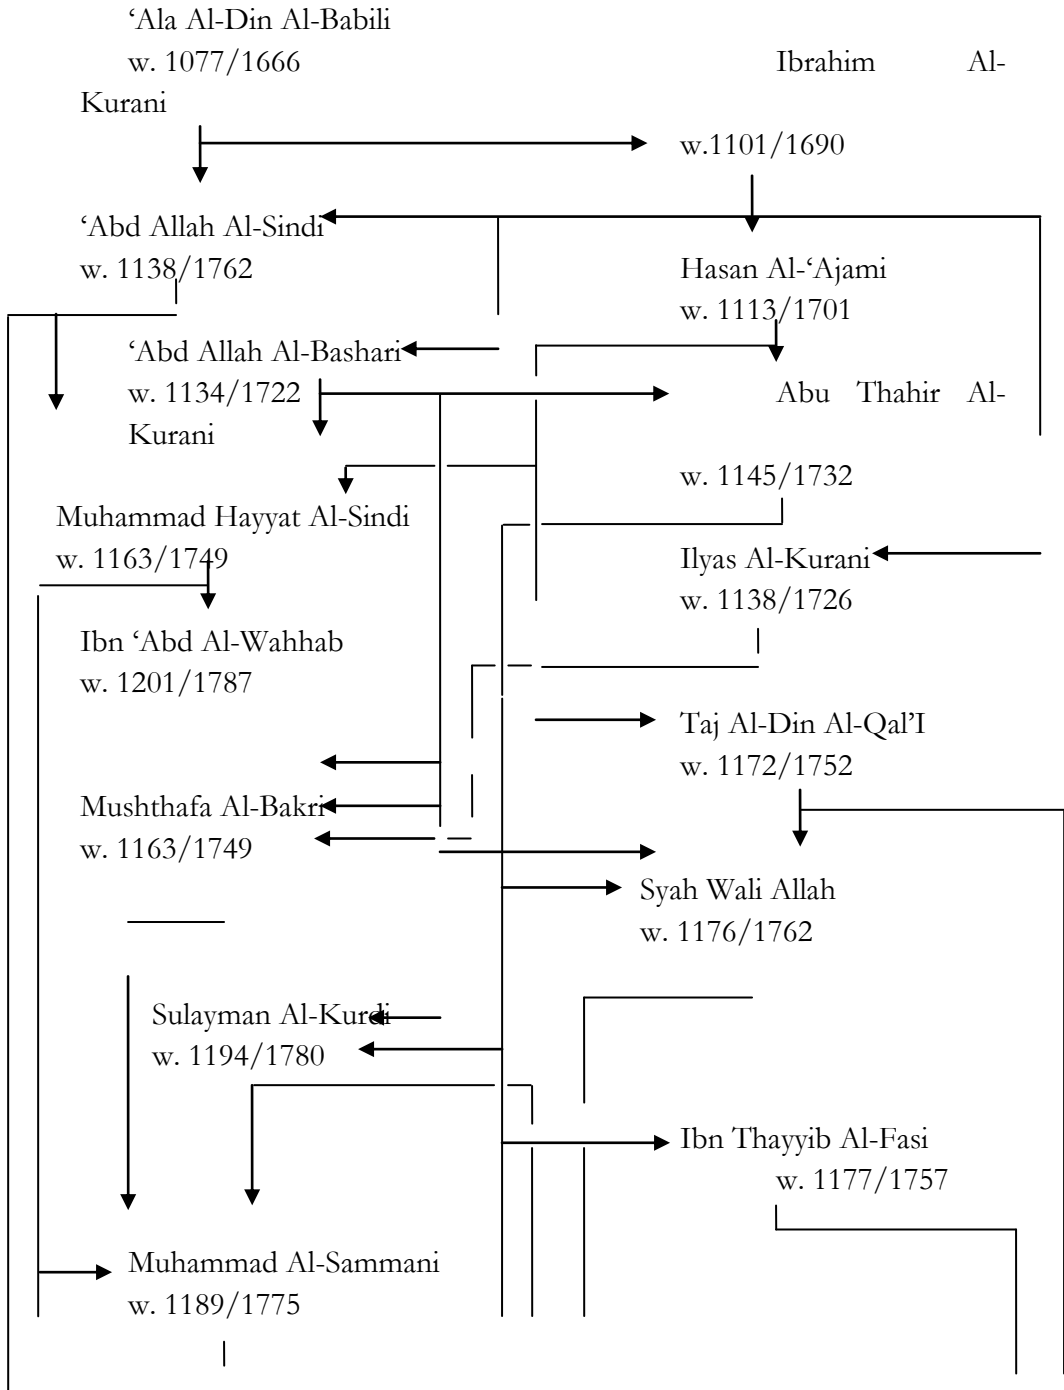 ‘Ala Al-Din Al-Babili
w. 1077/1666
Ibrahim Al-
Kurani
w.1101/1690
‘Abd Allah Al-Sindi
w. 1138/1762
Hasan Al-‘Ajami
w. 1113/1701
‘Abd Allah Al-Bashari
w. 1134/1722
Abu Thahir Al-
Kurani
w. 1145/1732
Muhammad Hayyat Al-Sindi
w. 1163/1749
Ilyas Al-Kurani
w. 1138/1726
Ibn ‘Abd Al-Wahhab
w. 1201/1787
Taj Al-Din Al-Qal’I
w. 1172/1752
Mushthafa Al-Bakri
w. 1163/1749
Syah Wali Allah
w. 1176/1762
Sulayman Al-Kurdi
w. 1194/1780
Ibn Thayyib Al-Fasi
w. 1177/1757
Muhammad Al-Sammani
w. 1189/1775